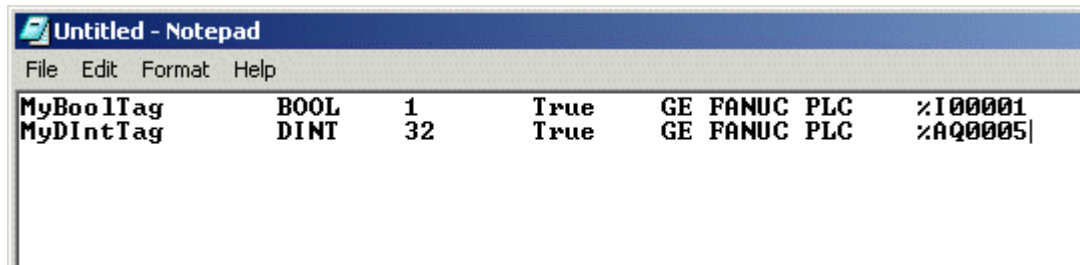 Untitled - Notepad
File Edit Format Help
MyBoolTag BOOL 1 True GE FANUC PLC %I00001
MyDIntTag DINT 32 True GE FANUC PLC %AQ0005